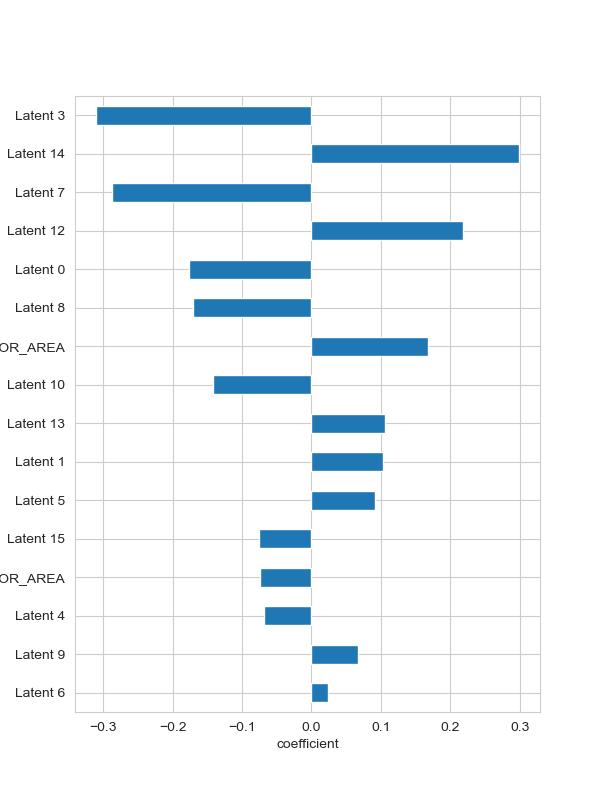 Latent 3
Latent 14
Latent 7
Latent 12
Latent 0
Latent 8
OR_AREA
Latent 10
Latent 13
Latent 1
Latent 5
Latent 15
OR_AREA
Latent 4
Latent 9
Latent 6
−0.3 −0.2 −0.1 0.0 0.1 0.2 0.3
coefficient